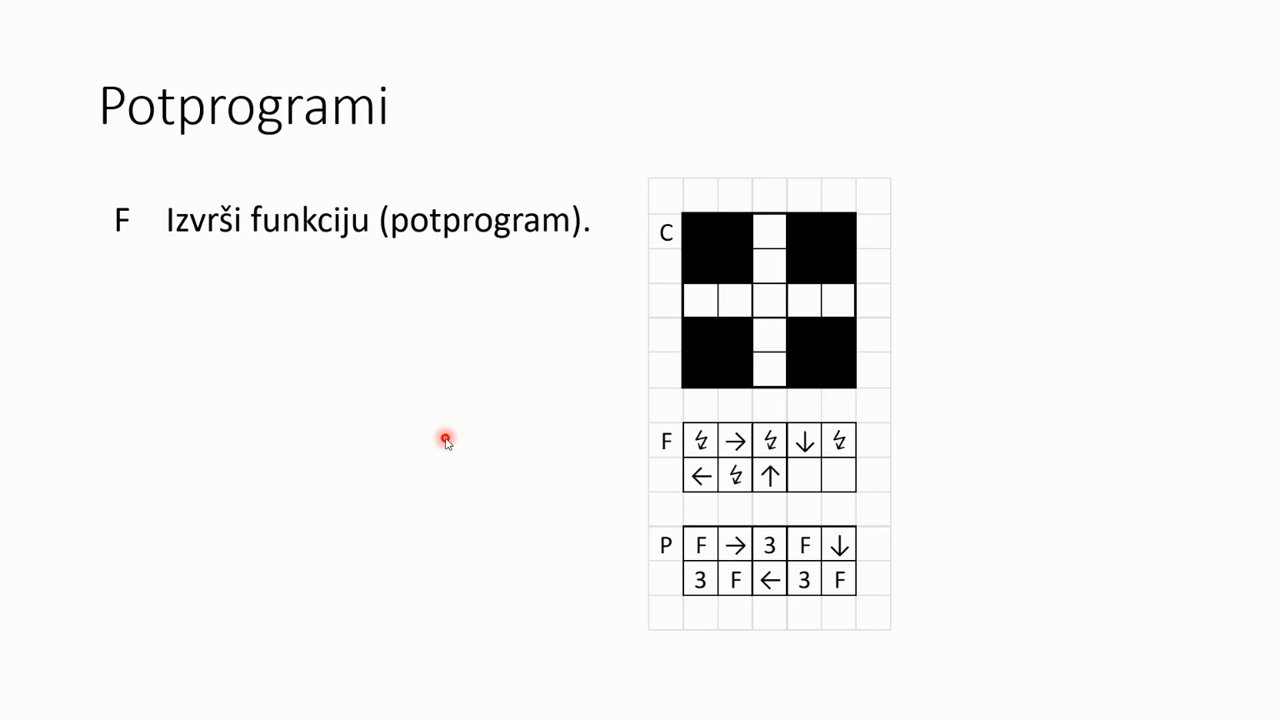 Potprogrami
F Izvrši funkciju (potprogram).
C
F ↯ → ↯ ↓ ↯
← ↯ ↑
P F → 3 F ↓
3 F ← 3 F